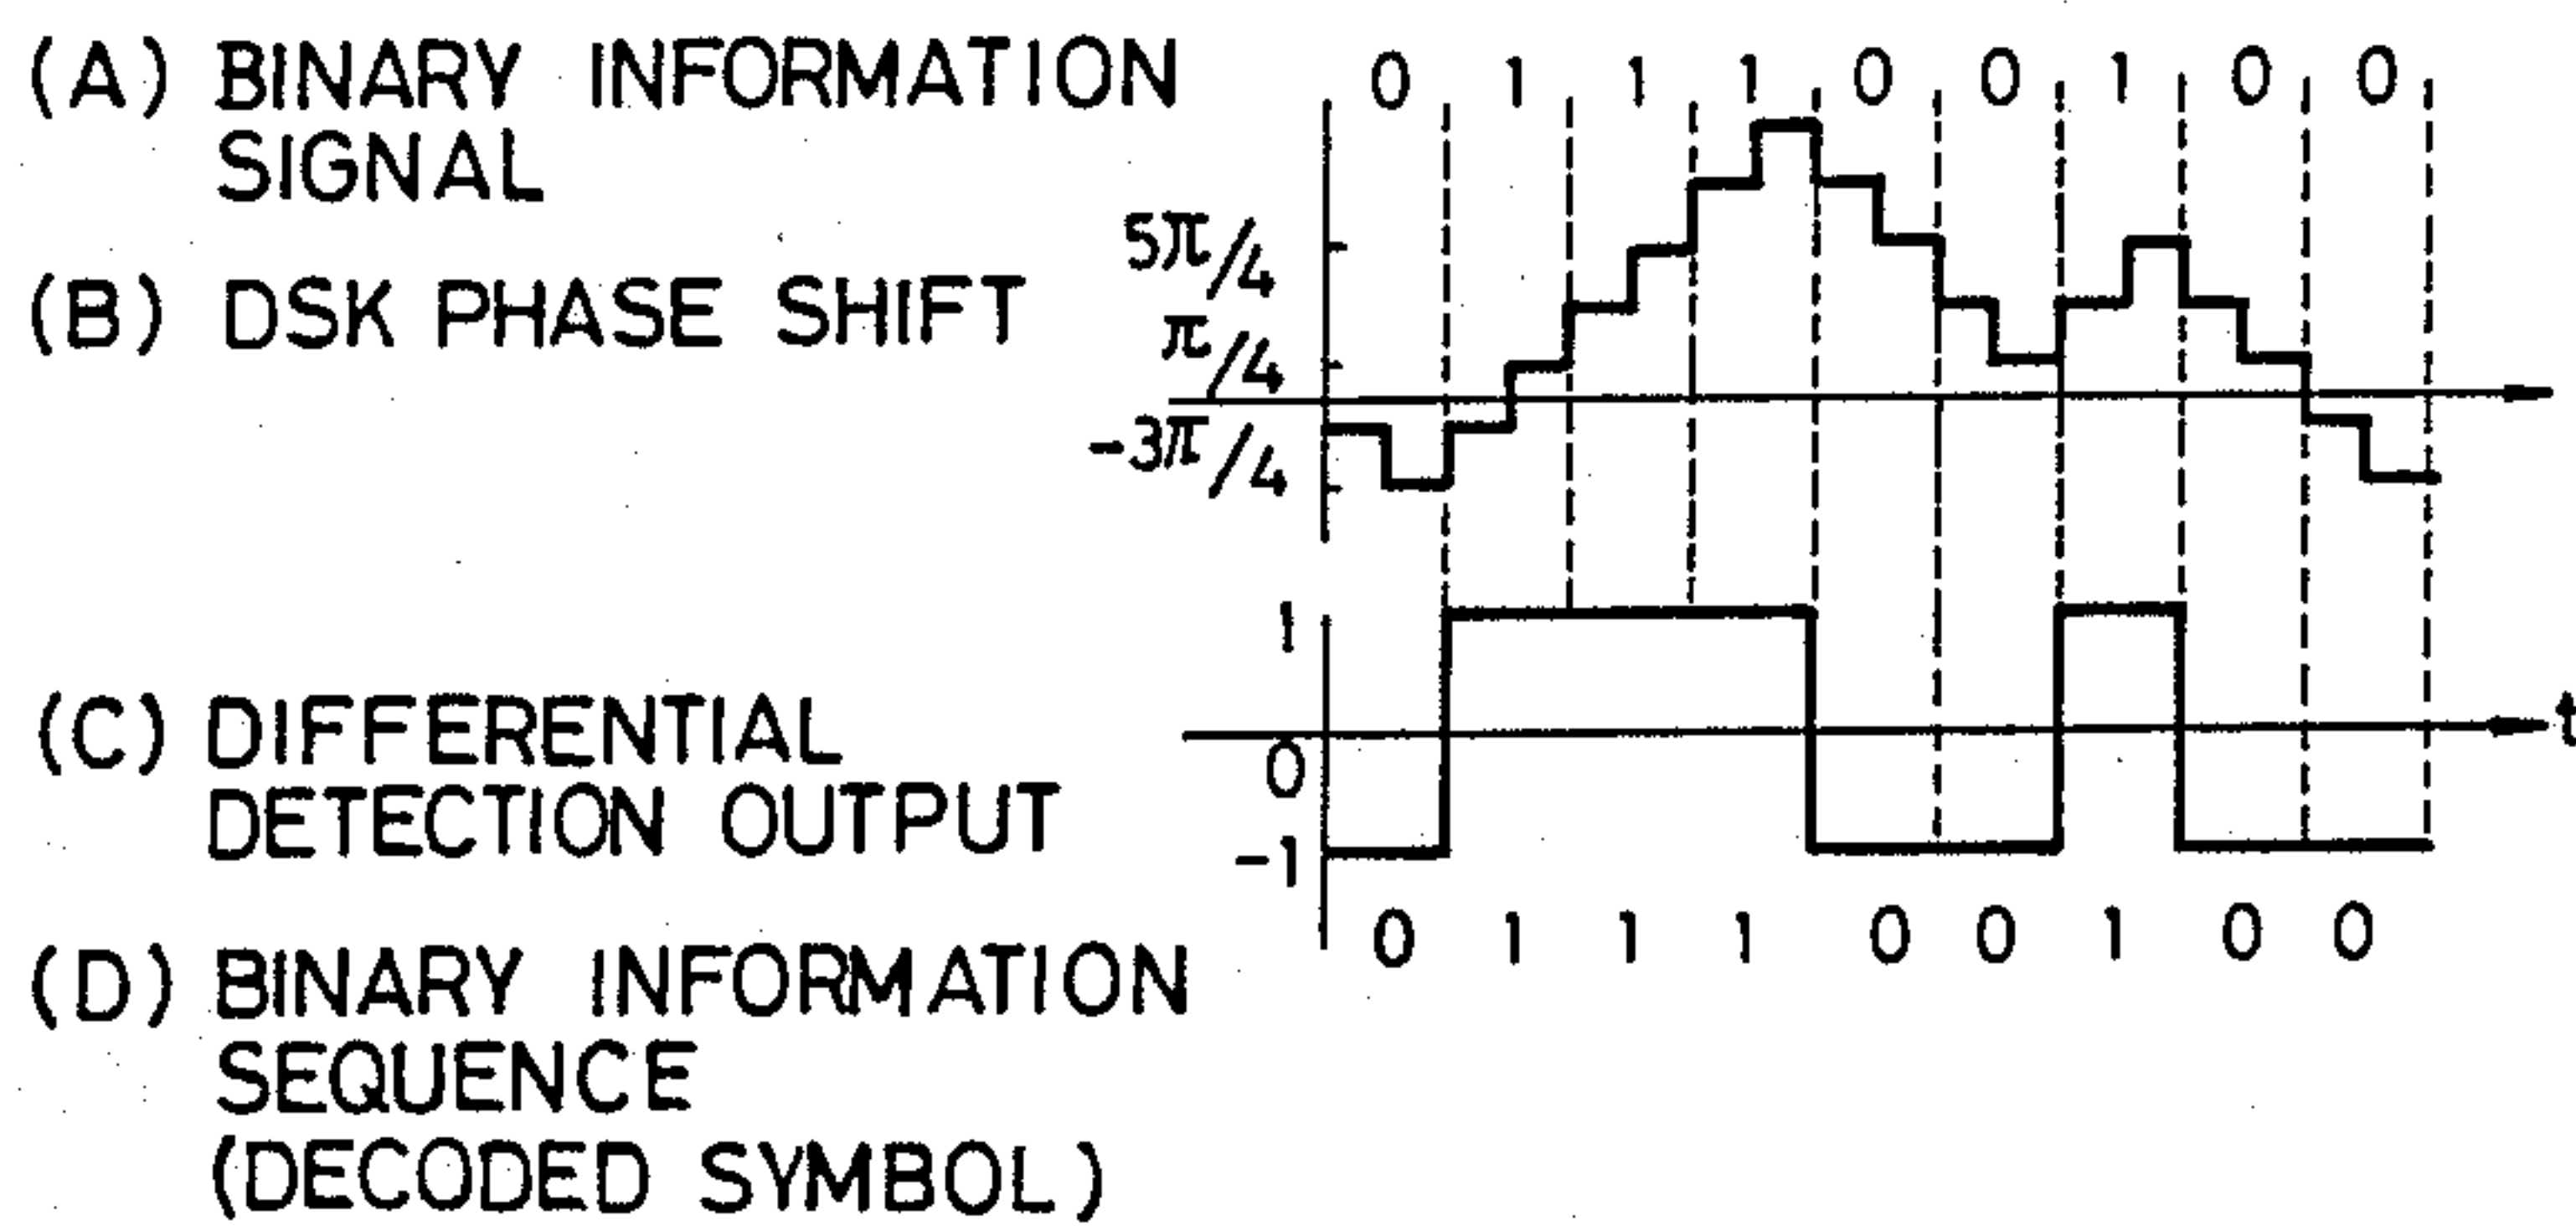 (A) BINARY INFORMATION
SIGNAL
0 1 1 1 0 0 1 0 0
(B) DSK PHASE SHIFT
5π/4
π/4
-3π/4
(C) DIFFERENTIAL
DETECTION OUTPUT
1
0
-1
t
(D) BINARY INFORMATION
SEQUENCE
(DECODED SYMBOL)
0 1 1 1 0 0 1 0 0